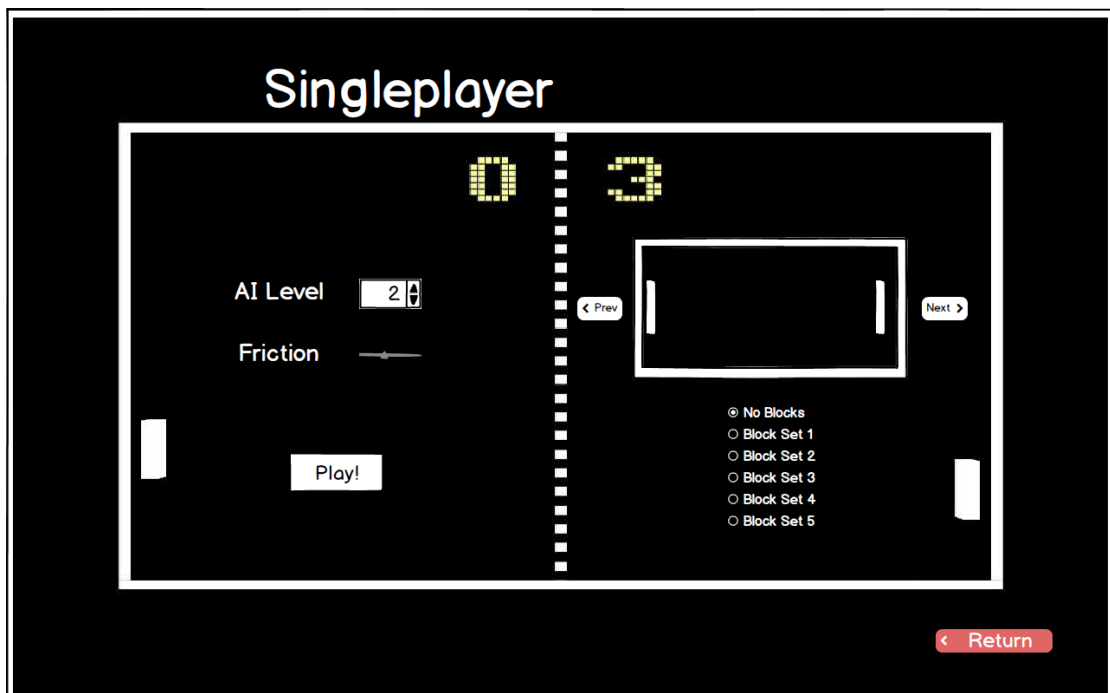 Singleplayer
0 3
AI Level 2
Friction
Play!
< Prev
Next >
No Blocks
Block Set 1
Block Set 2
Block Set 3
Block Set 4
Block Set 5
< Return